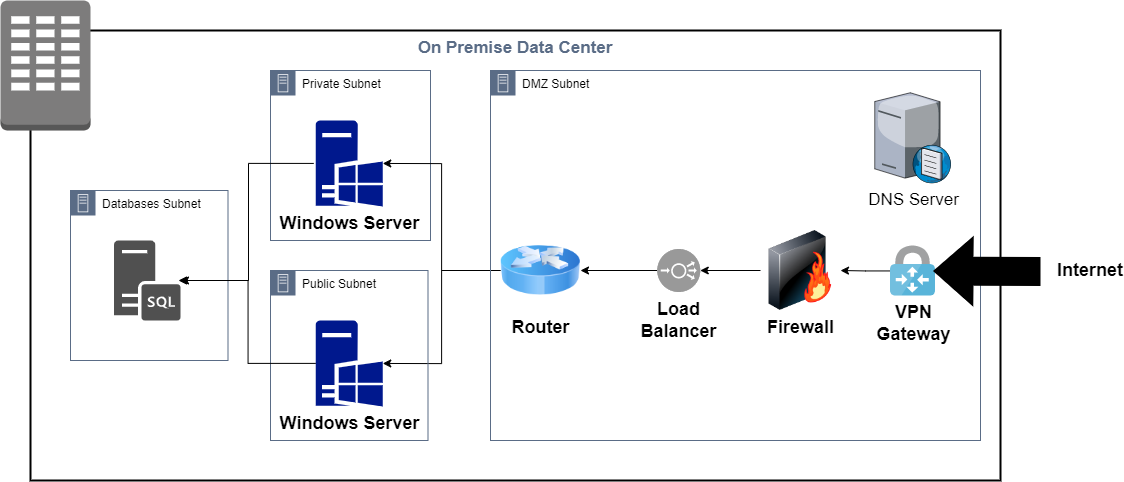 On Premise Data Center
Private Subnet
DMZ Subnet
Windows Server
DNS Server
Databases Subnet
SQL
Public Subnet
Windows Server
Router
Load
Balancer
Firewall
VPN
Gateway
Internet